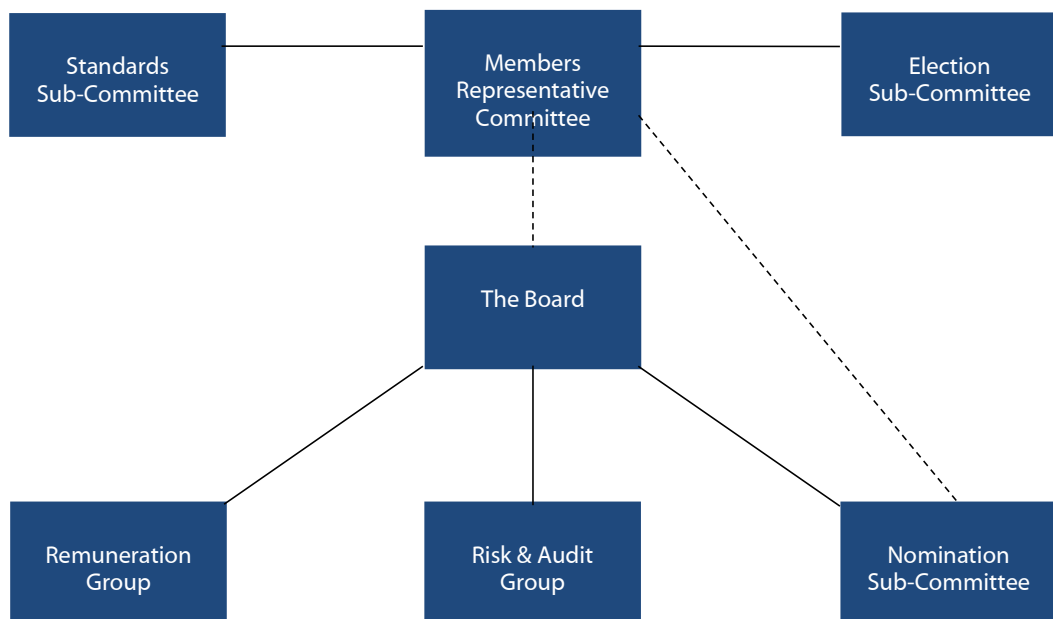 Standards
Sub-Committee
Members
Representative
Committee
Election
Sub-Committee
The Board
Remuneration
Group
Risk & Audit
Group
Nomination
Sub-Committee